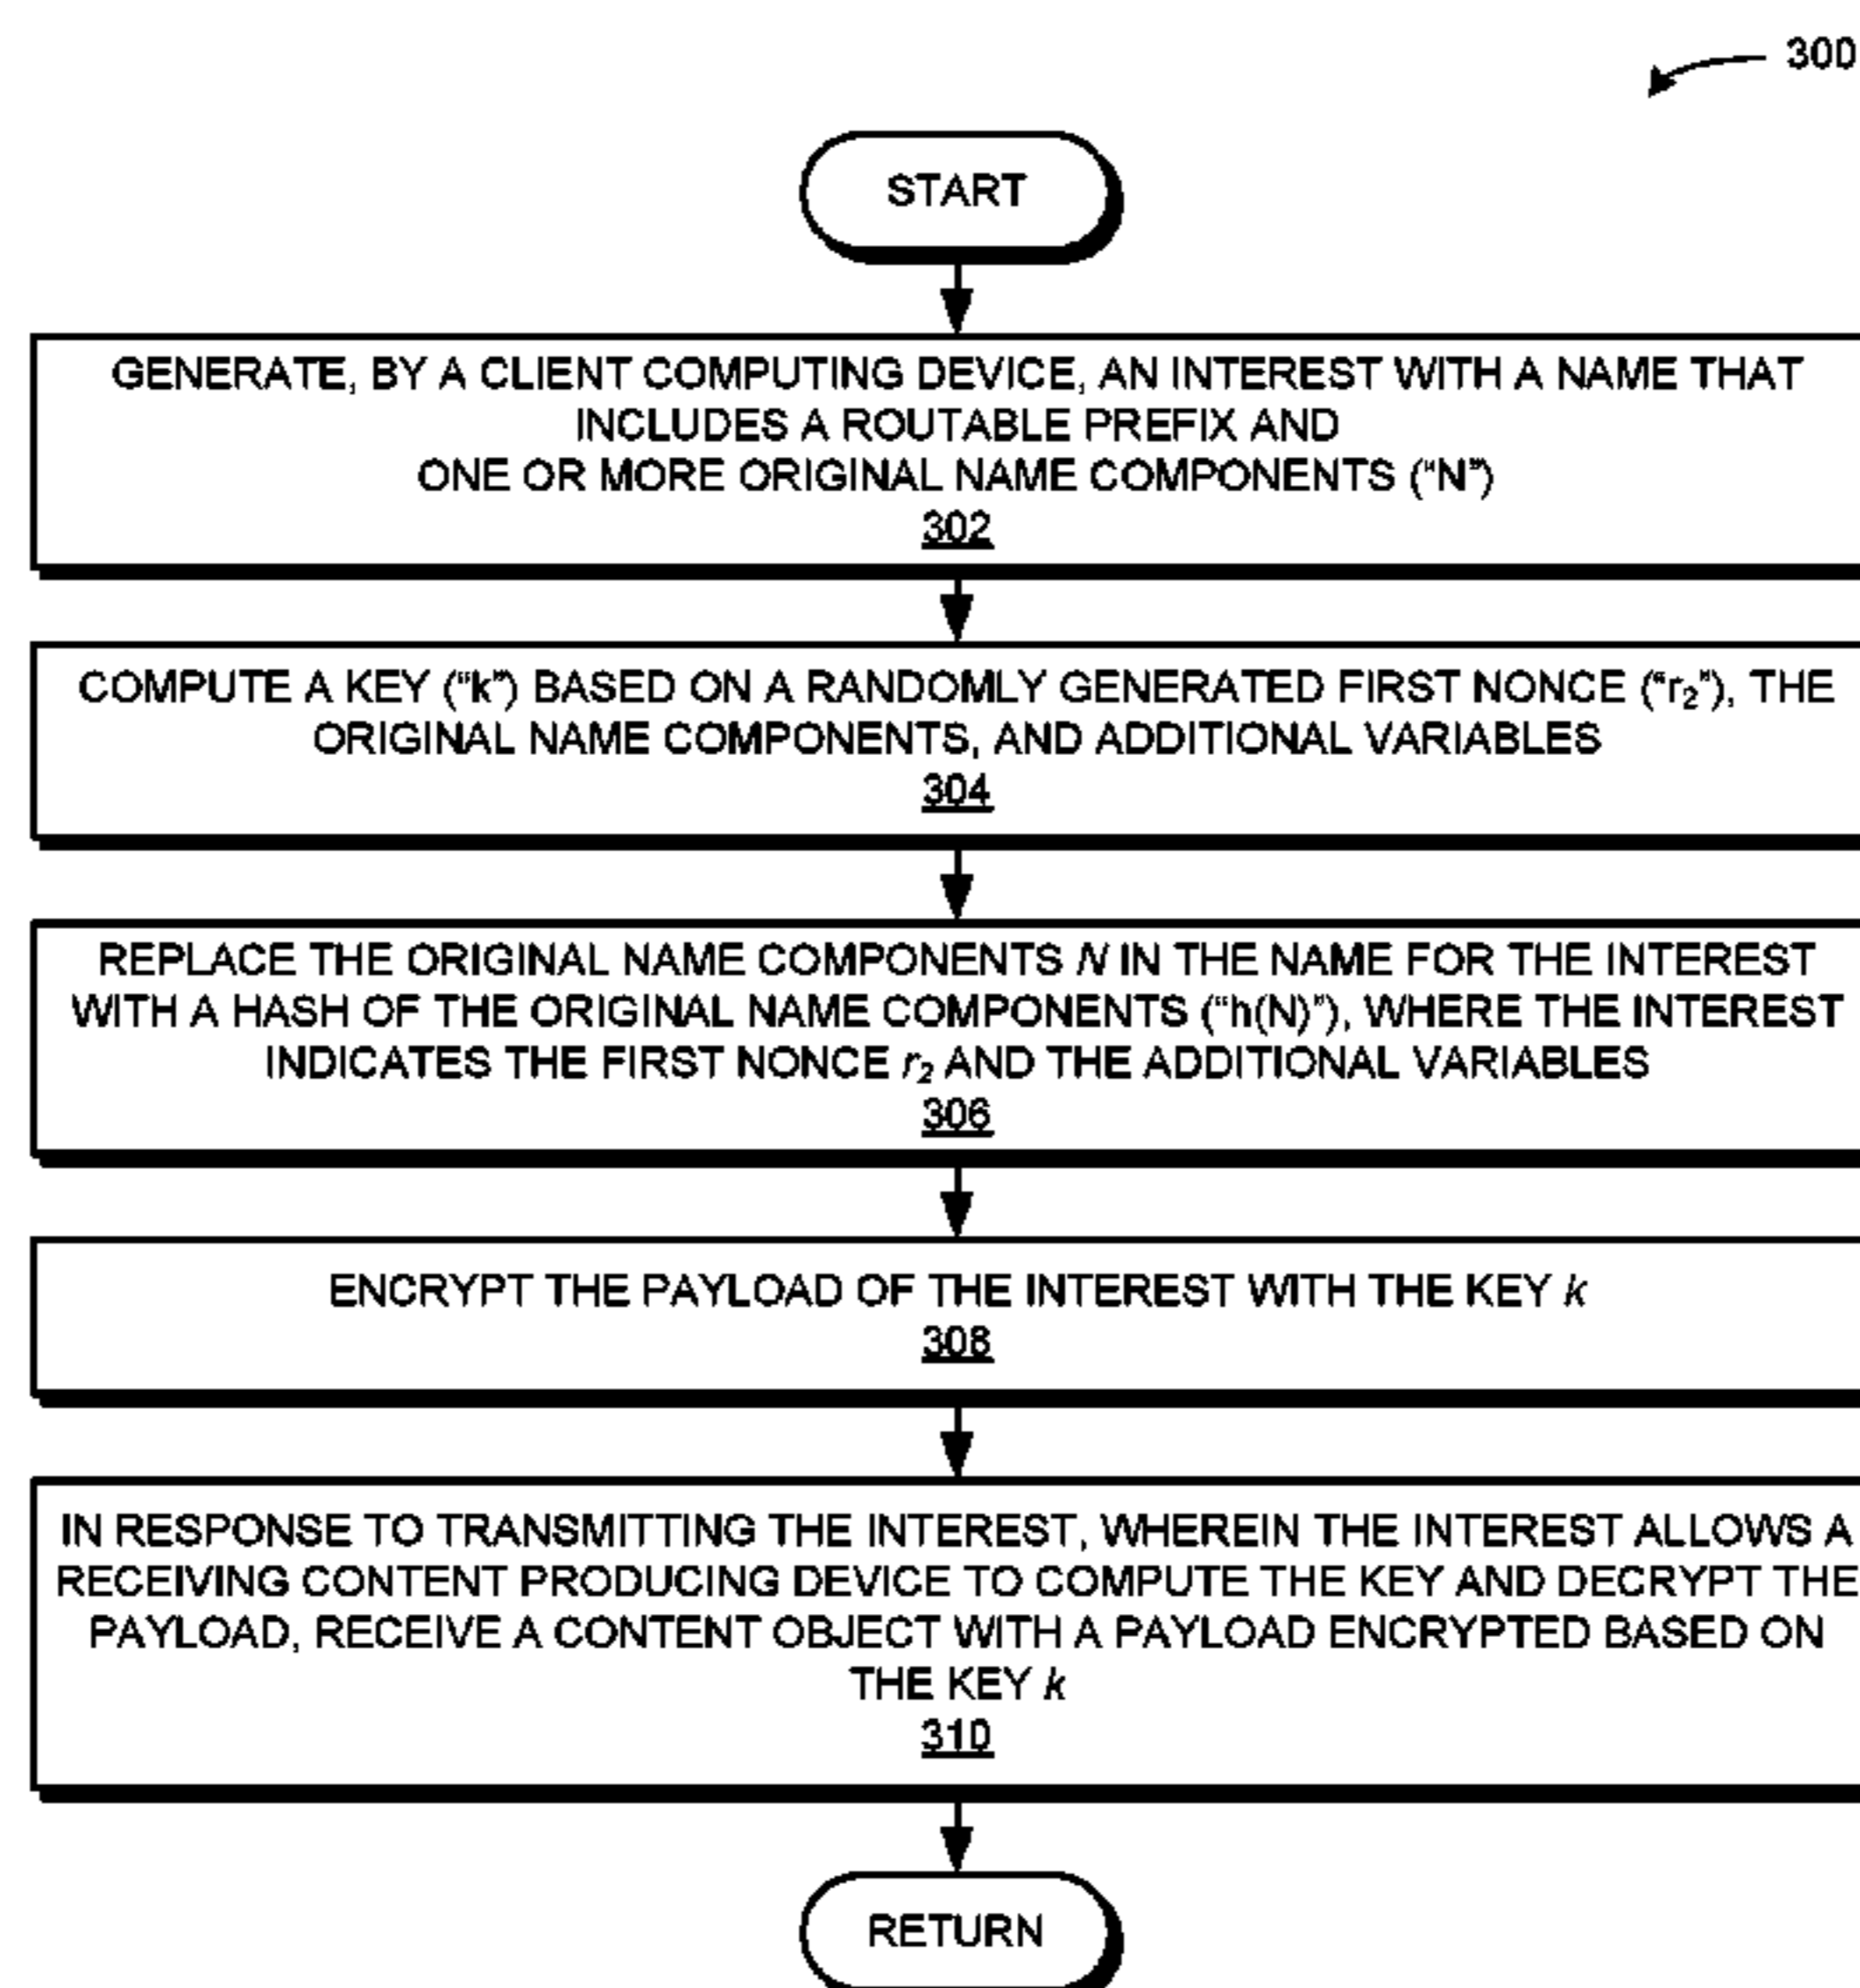 300
START
GENERATE, BY A CLIENT COMPUTING DEVICE, AN INTEREST WITH A NAME THAT
INCLUDES A ROUTABLE PREFIX AND
ONE OR MORE ORIGINAL NAME COMPONENTS (“N”)
302
COMPUTE A KEY (“k”) BASED ON A RANDOMLY GENERATED FIRST NONCE (“r₂”), THE
ORIGINAL NAME COMPONENTS, AND ADDITIONAL VARIABLES
304
REPLACE THE ORIGINAL NAME COMPONENTS N IN THE NAME FOR THE INTEREST
WITH A HASH OF THE ORIGINAL NAME COMPONENTS (“h(N)”), WHERE THE INTEREST
INDICATES THE FIRST NONCE r₂ AND THE ADDITIONAL VARIABLES
306
ENCRYPT THE PAYLOAD OF THE INTEREST WITH THE KEY k
308
IN RESPONSE TO TRANSMITTING THE INTEREST, WHEREIN THE INTEREST ALLOWS A
RECEIVING CONTENT PRODUCING DEVICE TO COMPUTE THE KEY AND DECRYPT THE
PAYLOAD, RECEIVE A CONTENT OBJECT WITH A PAYLOAD ENCRYPTED BASED ON
THE KEY k
310
RETURN